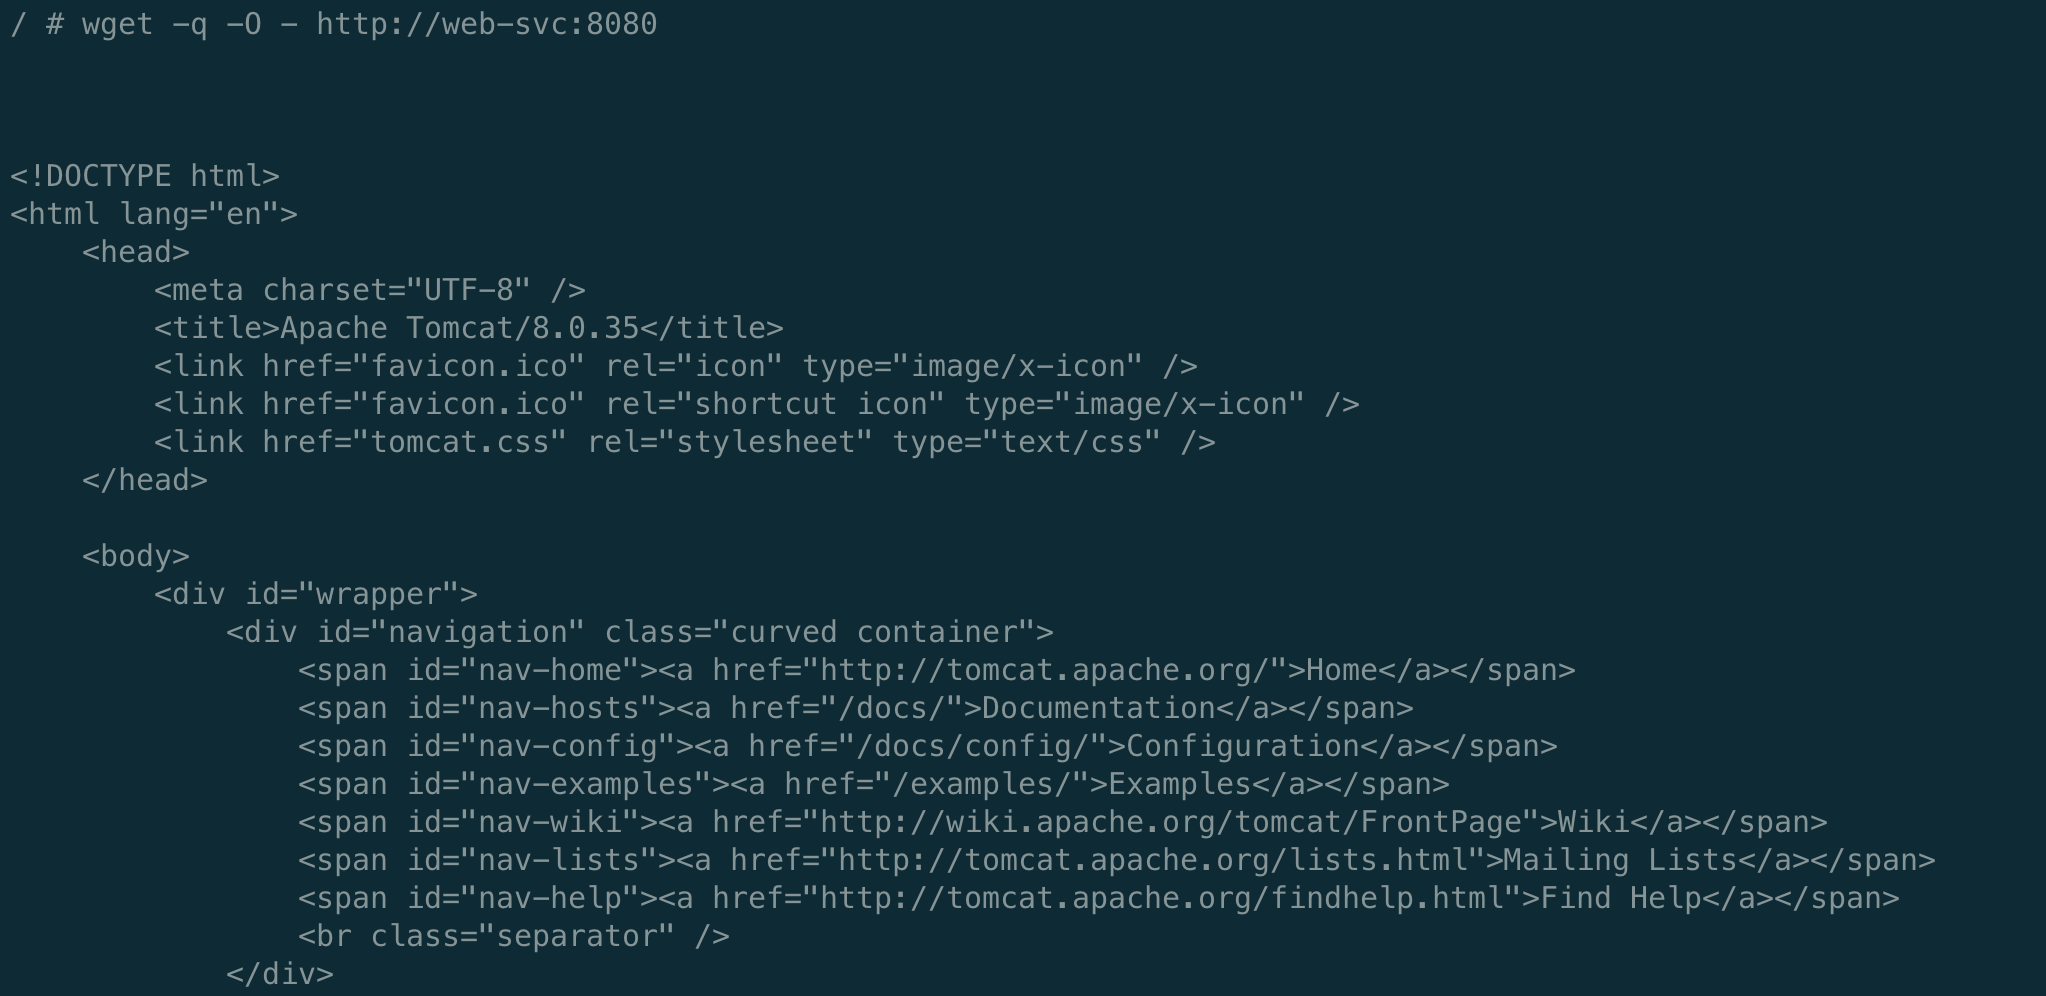 / # wget -q -O - http://web-svc:8080
<!DOCTYPE html>
<html lang="en">
    <head>
        <meta charset="UTF-8" />
        <title>Apache Tomcat/8.0.35</title>
        <link href="favicon.ico" rel="icon" type="image/x-icon" />
        <link href="favicon.ico" rel="shortcut icon" type="image/x-icon" />
        <link href="tomcat.css" rel="stylesheet" type="text/css" />
    </head>

    <body>
        <div id="wrapper">
            <div id="navigation" class="curved container">
                <span id="nav-home"><a href="http://tomcat.apache.org/">Home</a></span>
                <span id="nav-hosts"><a href="/docs/">Documentation</a></span>
                <span id="nav-config"><a href="/docs/config/">Configuration</a></span>
                <span id="nav-examples"><a href="/examples/">Examples</a></span>
                <span id="nav-wiki"><a href="http://wiki.apache.org/tomcat/FrontPage">Wiki</a></span>
                <span id="nav-lists"><a href="http://tomcat.apache.org/lists.html">Mailing Lists</a></span>
                <span id="nav-help"><a href="http://tomcat.apache.org/findhelp.html">Find Help</a></span>
                <br class="separator" />
            </div>